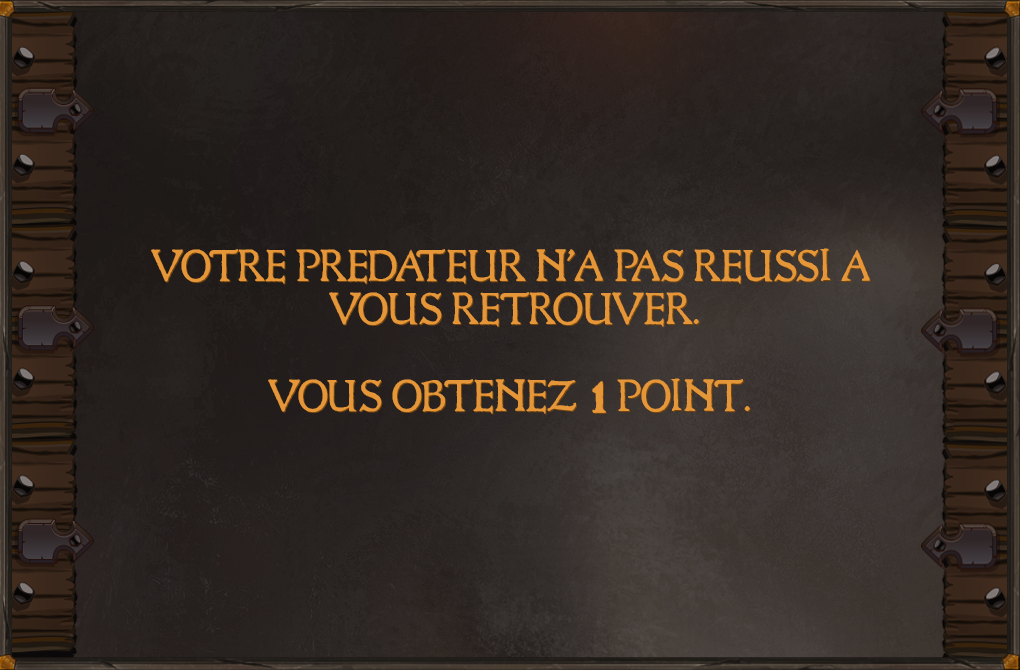 VOTRE PREDATEUR N'A PAS REUSSI A
VOUS RETROUVER.
VOUS OBTENEZ 1 POINT.